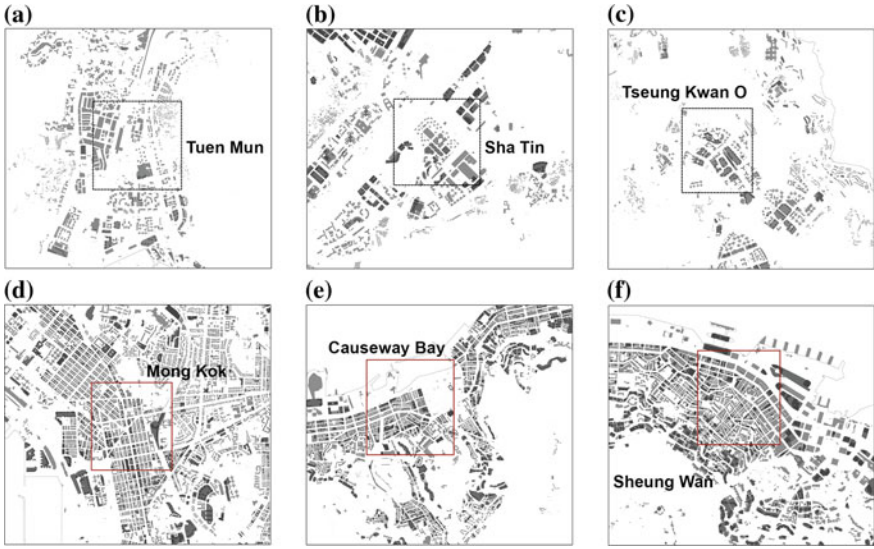 (a)
(b)
(c)
Tuen Mun
Sha Tin
Tseung Kwan O
(d)
(e)
(f)
Mong Kok
Causeway Bay
Sheung Wan